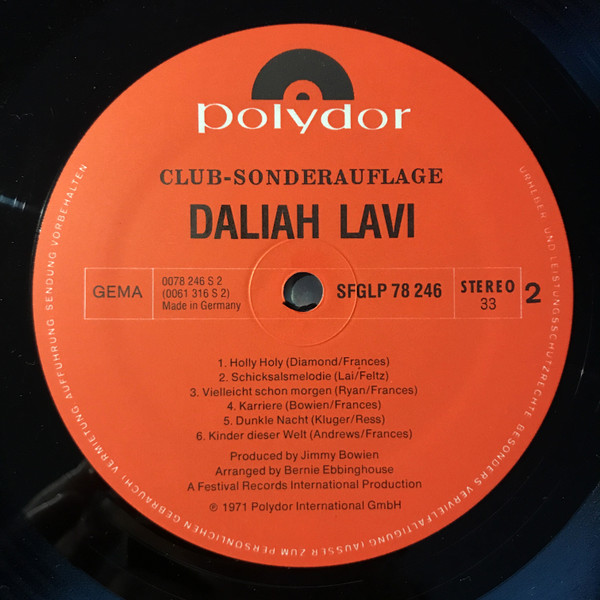 polydor
CLUB-SONDERAUFLAGE
DALIAH LAVI
GEMA
0078 246 S 2
(0061 316 S 2)
Made in Germany
SFGLP 78 246
STEREO
33
2
1. Holly Holy (Diamond/Frances)
2. Schicksalsmelodie (Lai/Feltz)
3. Vielleicht schon morgen (Ryan/Frances)
4. Karriere (Bowien/Frances)
5. Dunkle Nacht (Kluger/Ress)
6. Kinder dieser Welt (Andrews/Frances)
Produced by Jimmy Bowien
Arranged by Bernie Ebbinghouse
A Festival Records International Production
℗ 1971 Polydor International GmbH
URHEBER- UND LEISTUNGSSCHUTZRECHTE BESONDERS VERVIELFÄLTIGUNG (AUSSER ZUM PERSÖNLICHEN GEBRAUCH) VERMIETUNG AUFFÜHRUNG SENDUNG VORBEHALTEN